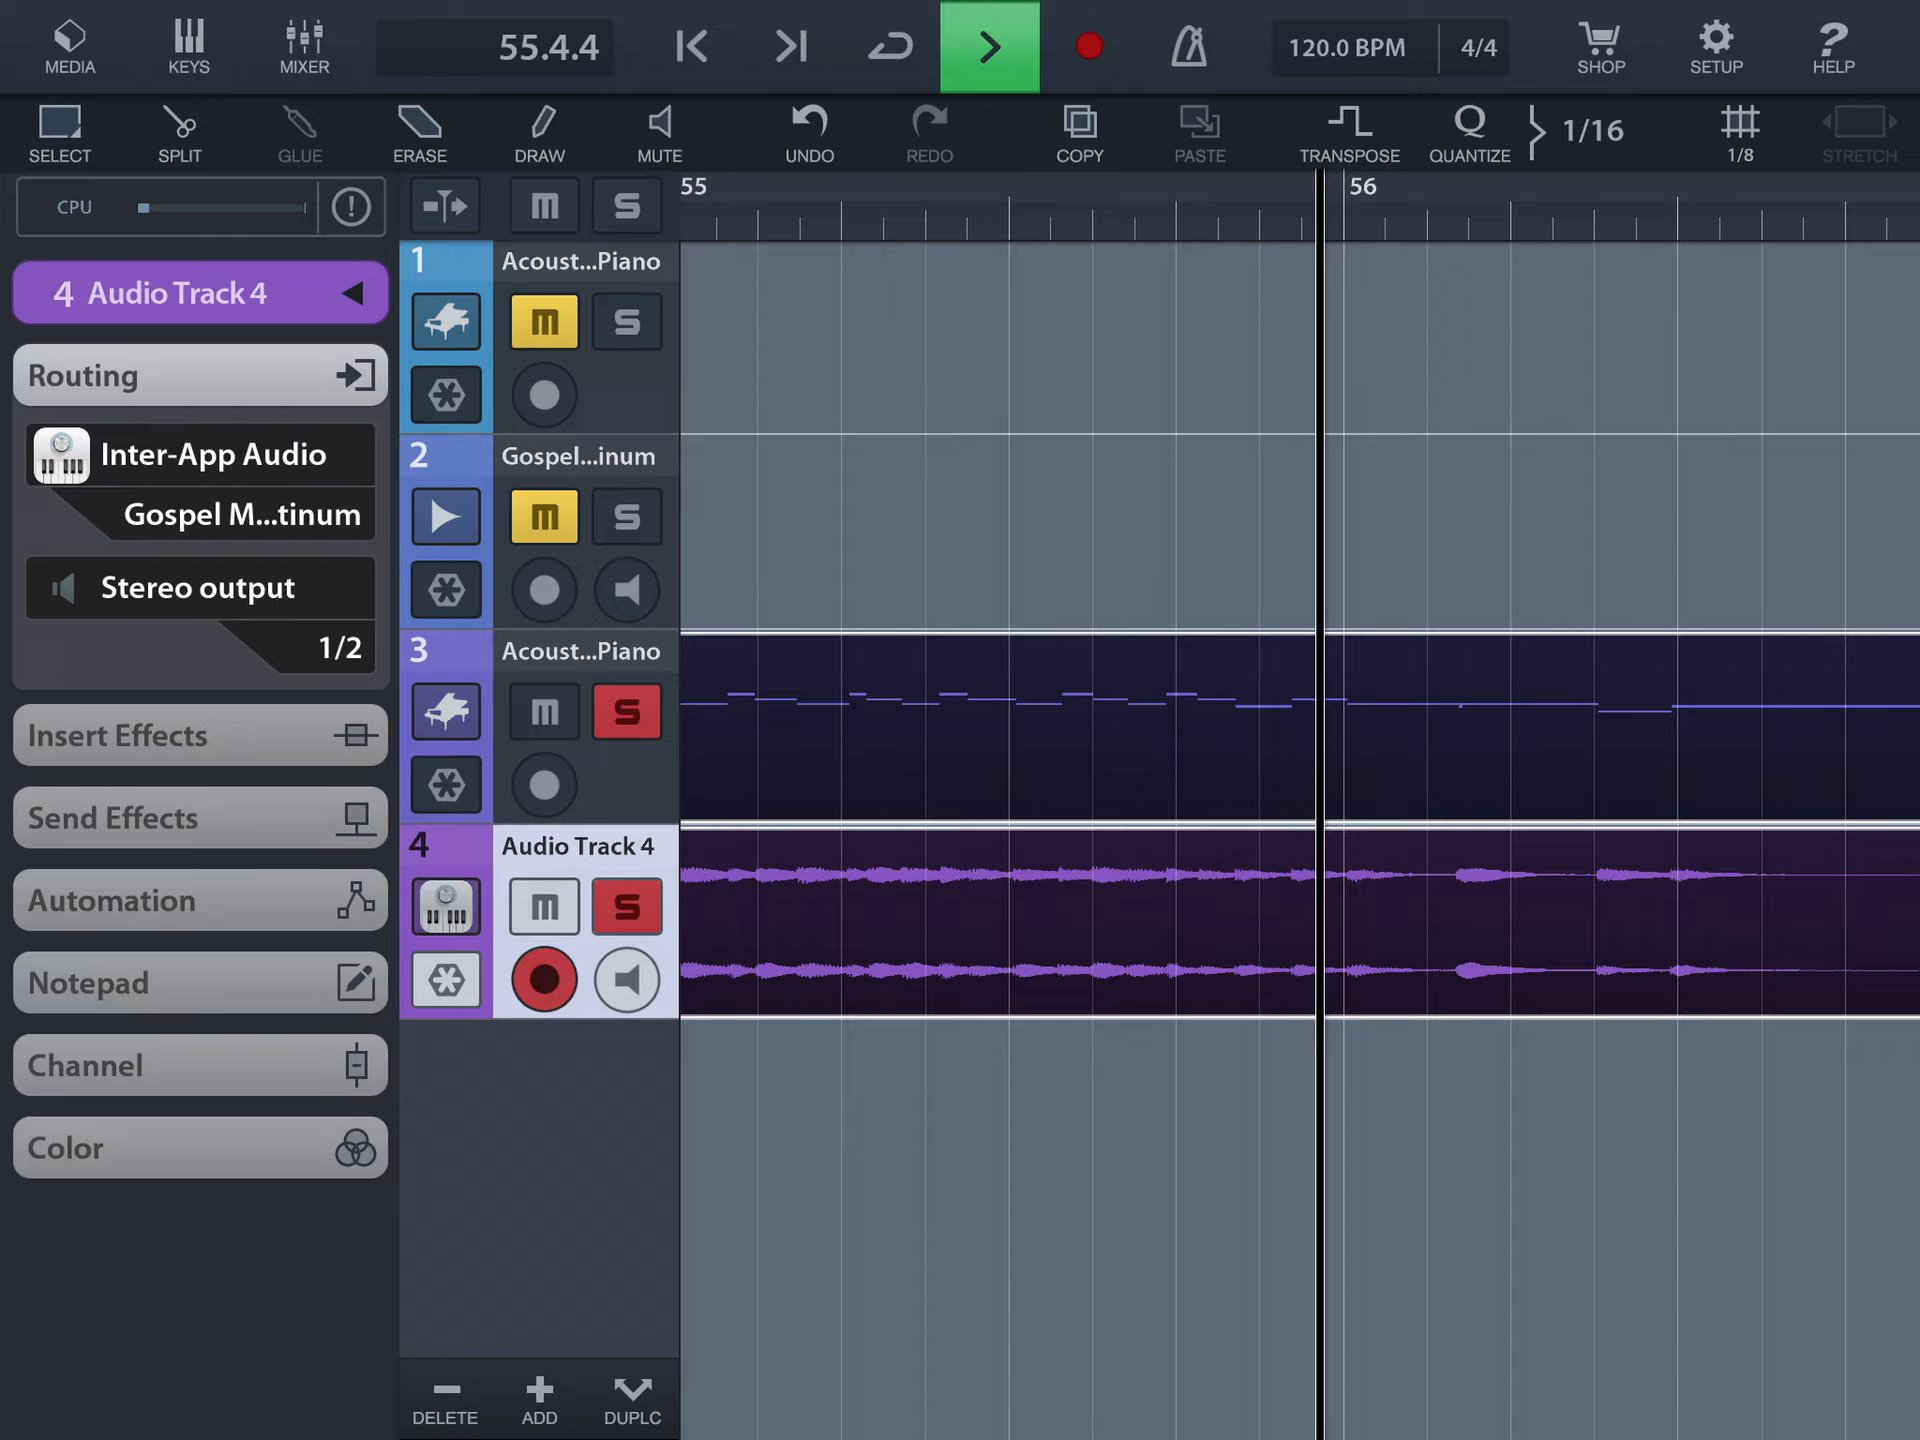 MEDIA
KEYS
MIXER
55.4.4
120.0 BPM
4/4
SHOP
SETUP
?
HELP
SELECT
SPLIT
GLUE
ERASE
DRAW
MUTE
UNDO
REDO
COPY
PASTE
TRANSPOSE
Q
QUANTIZE
1/16
1/8
STRETCH
CPU
!
m
S
55
56
4 Audio Track 4
Routing
Inter-App Audio
Gospel M...tinum
Stereo output
1/2
Insert Effects
Send Effects
Automation
Notepad
Channel
Color
1
Acoust...Piano
m
S
2
Gospel...inum
m
S
3
Acoust...Piano
m
S
4
Audio Track 4
m
S
DELETE
ADD
DUPLC